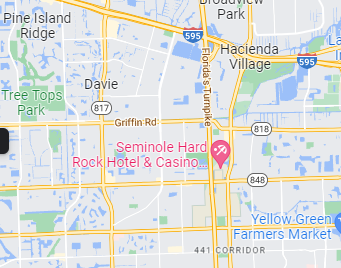 Broadview
Park
Pine Island
Ridge
595
Hacienda
Village
595
Davie
Florida's Turnpike
Tree Tops
Park
817
Griffin Rd
818
Seminole Hard
Rock Hotel & Casino...
848
Yellow Green
Farmers Market
441 CORRIDOR